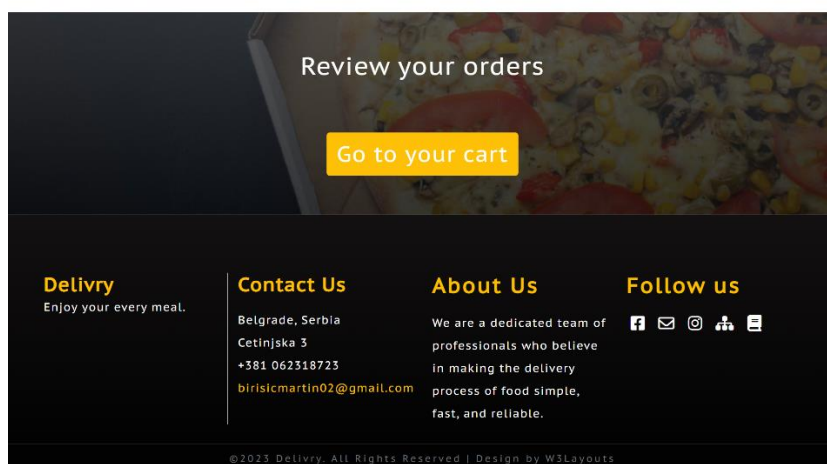 Review your orders
Go to your cart
Delivry
Enjoy your every meal.
Contact Us
Belgrade, Serbia
Cetinjska 3
+381 062318723
birisicmartin02@gmail.com
About Us
We are a dedicated team of
professionals who believe
in making the delivery
process of food simple,
fast, and reliable.
Follow us
©2023 Delivry. All Rights Reserved | Design by W3Layouts